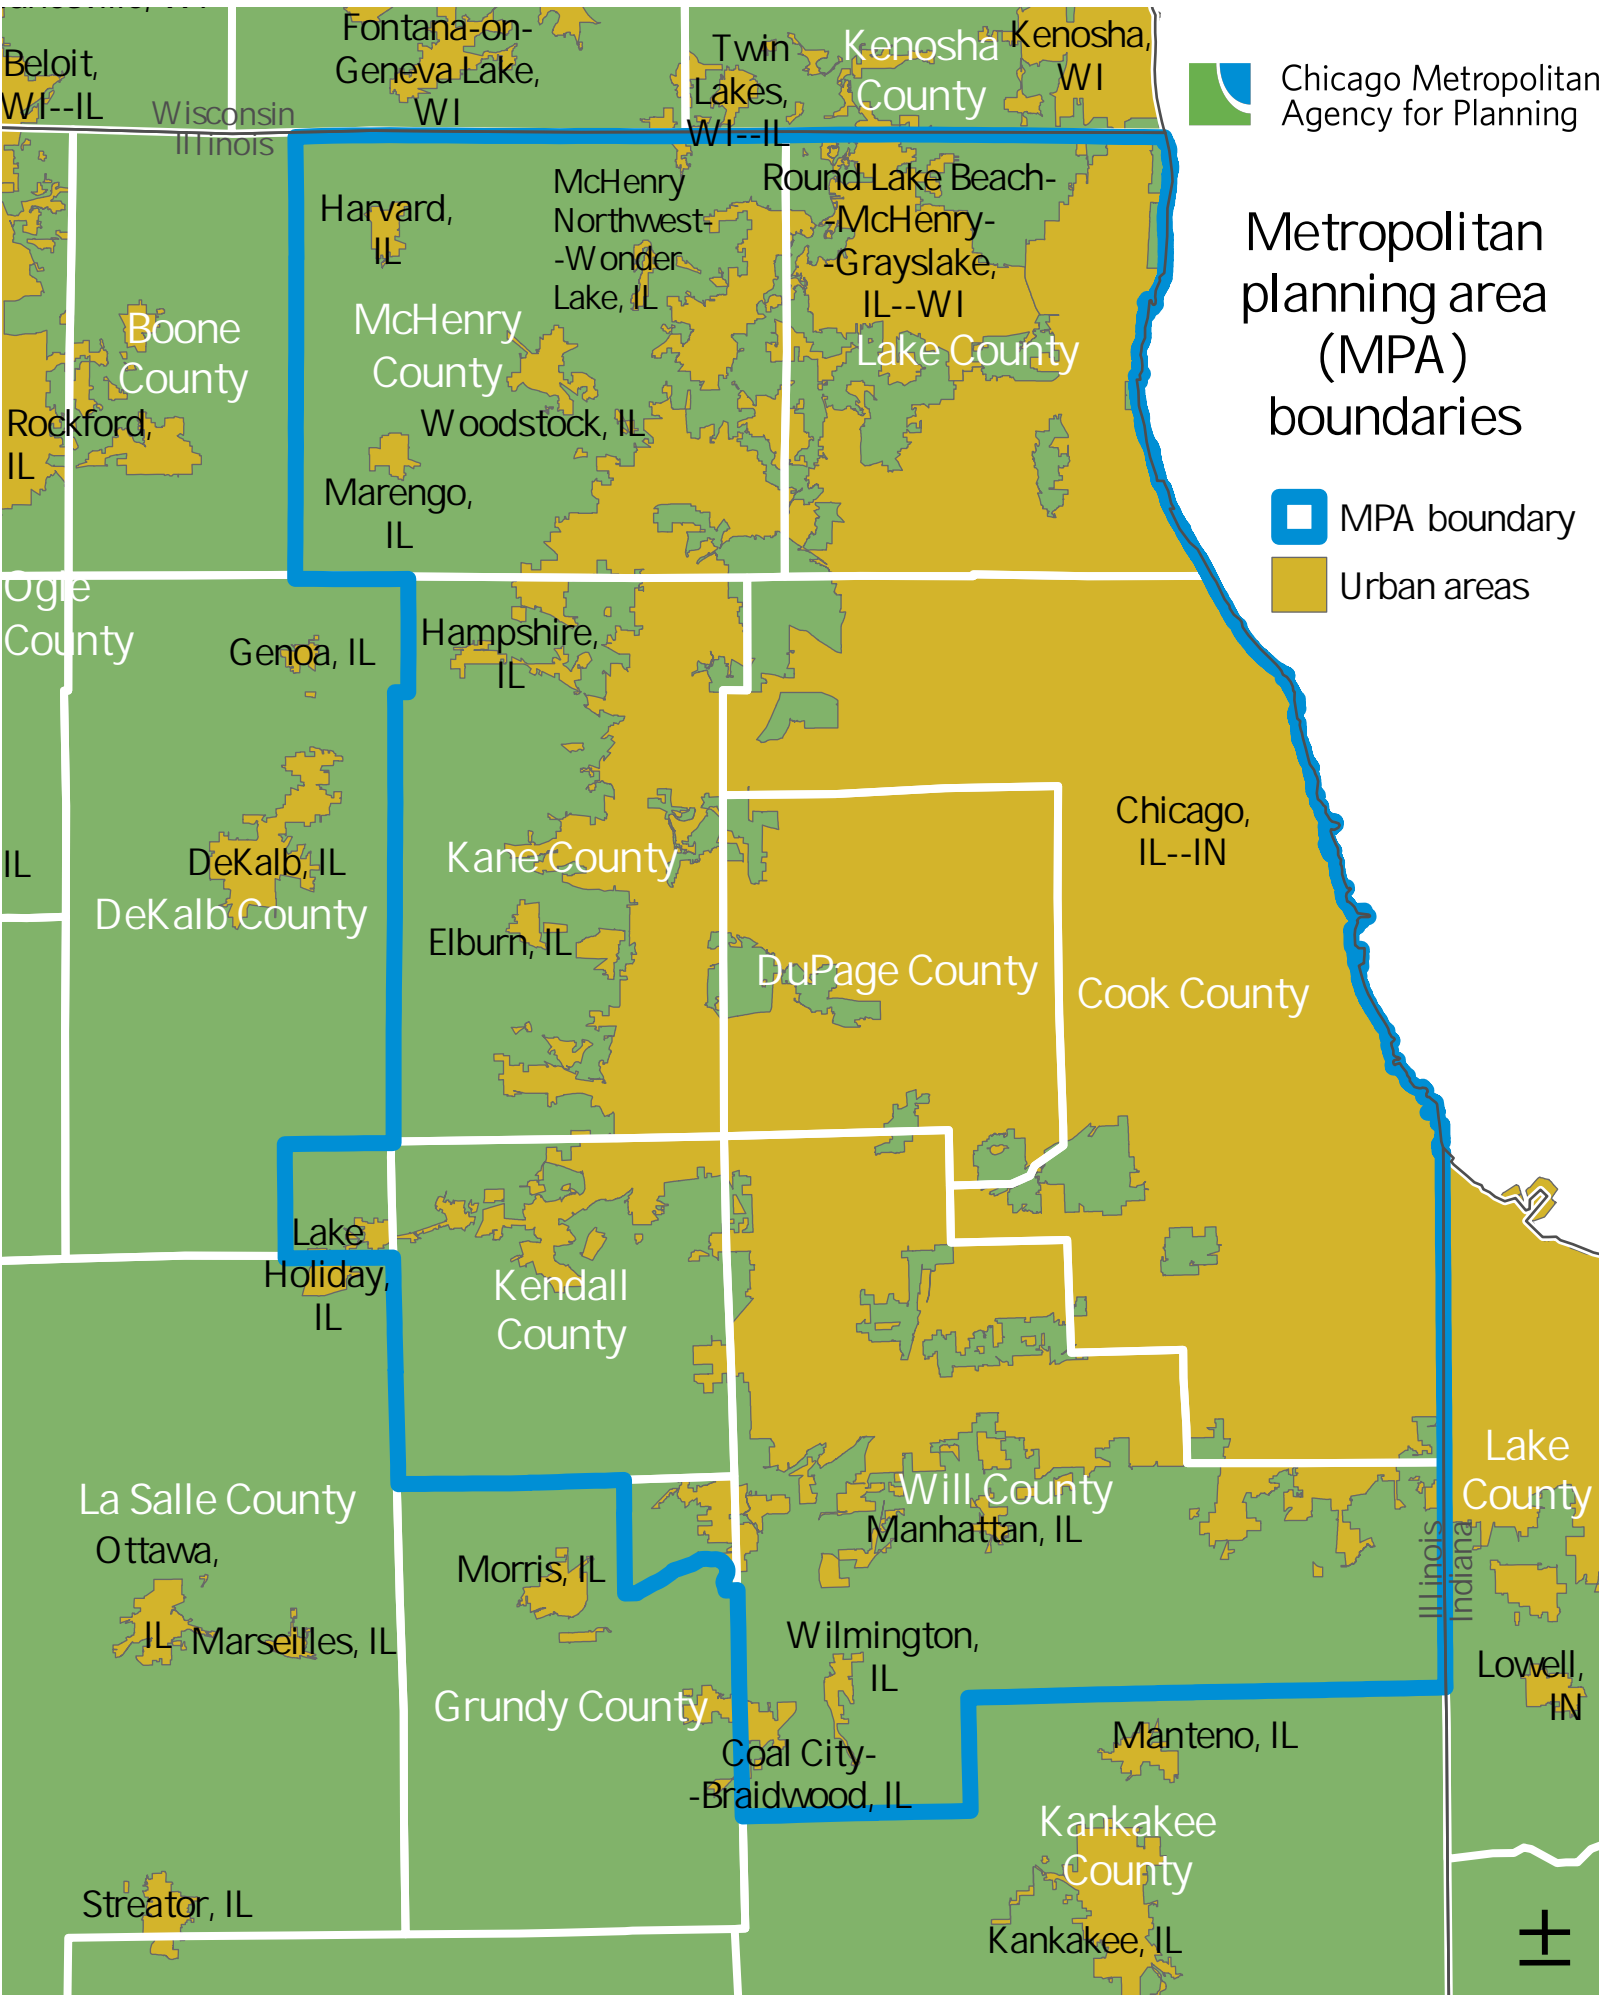 Beloit,
WI--IL
Wisconsin
Illinois
Fontana-on-
Geneva Lake,
WI
Twin
Lakes,
WI--IL
Kenosha
County
Kenosha,
WI
Chicago Metropolitan
Agency for Planning
Metropolitan
planning area
(MPA)
boundaries
MPA boundary
Urban areas
Harvard,
IL
McHenry
Northwest-
-Wonder
Lake, IL
Round Lake Beach-
-McHenry-
-Grayslake,
IL--WI
Lake County
Boone
County
McHenry
County
Rockford,
IL
Woodstock, IL
Marengo,
IL
Ogle
County
Genoa, IL
Hampshire,
IL
Chicago,
IL--IN
IL
DeKalb, IL
DeKalb County
Kane County
Elburn, IL
DuPage County
Cook County
Lake
Holiday,
IL
Kendall
County
La Salle County
Ottawa,
IL
Marseilles, IL
Morris, IL
Will County
Manhattan, IL
Lake
County
Illinois
Indiana
Wilmington,
IL
Lowell,
IN
Grundy County
Coal City-
-Braidwood, IL
Manteno, IL
Kankakee
County
Streator, IL
Kankakee, IL